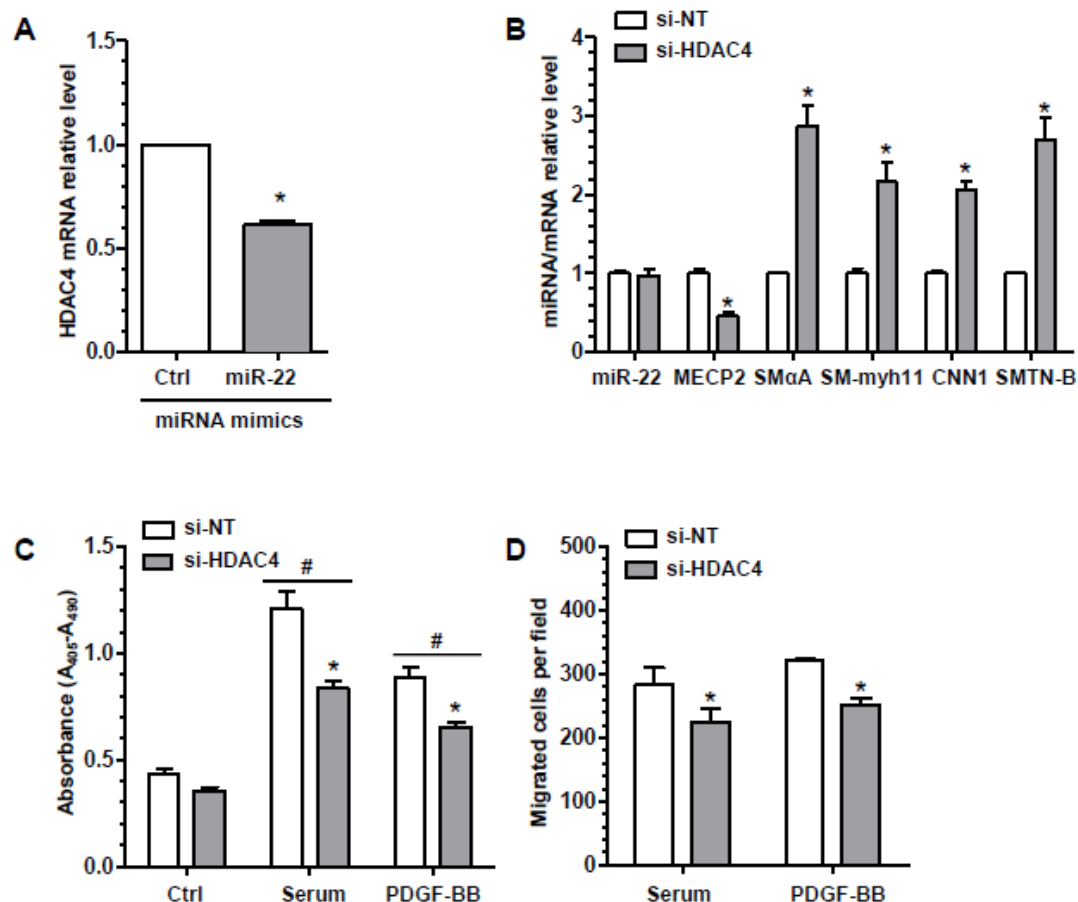 A
HDAC4 mRNA relative level
1.5
1.0
0.5
0.0
*
Ctrl miR-22
miRNA mimics
B
si-NT
si-HDAC4
miRNA/mRNA relative level
4
3
2
1
0
* * * * *
miR-22 MECP2 SMαA SM-myh11 CNN1 SMTN-B
C
si-NT
si-HDAC4
Absorbance (A405-A490)
1.5
1.0
0.5
0.0
# #
* *
Ctrl Serum PDGF-BB
D
si-NT
si-HDAC4
Migrated cells per field
500
400
300
200
100
0
* *
Serum PDGF-BB